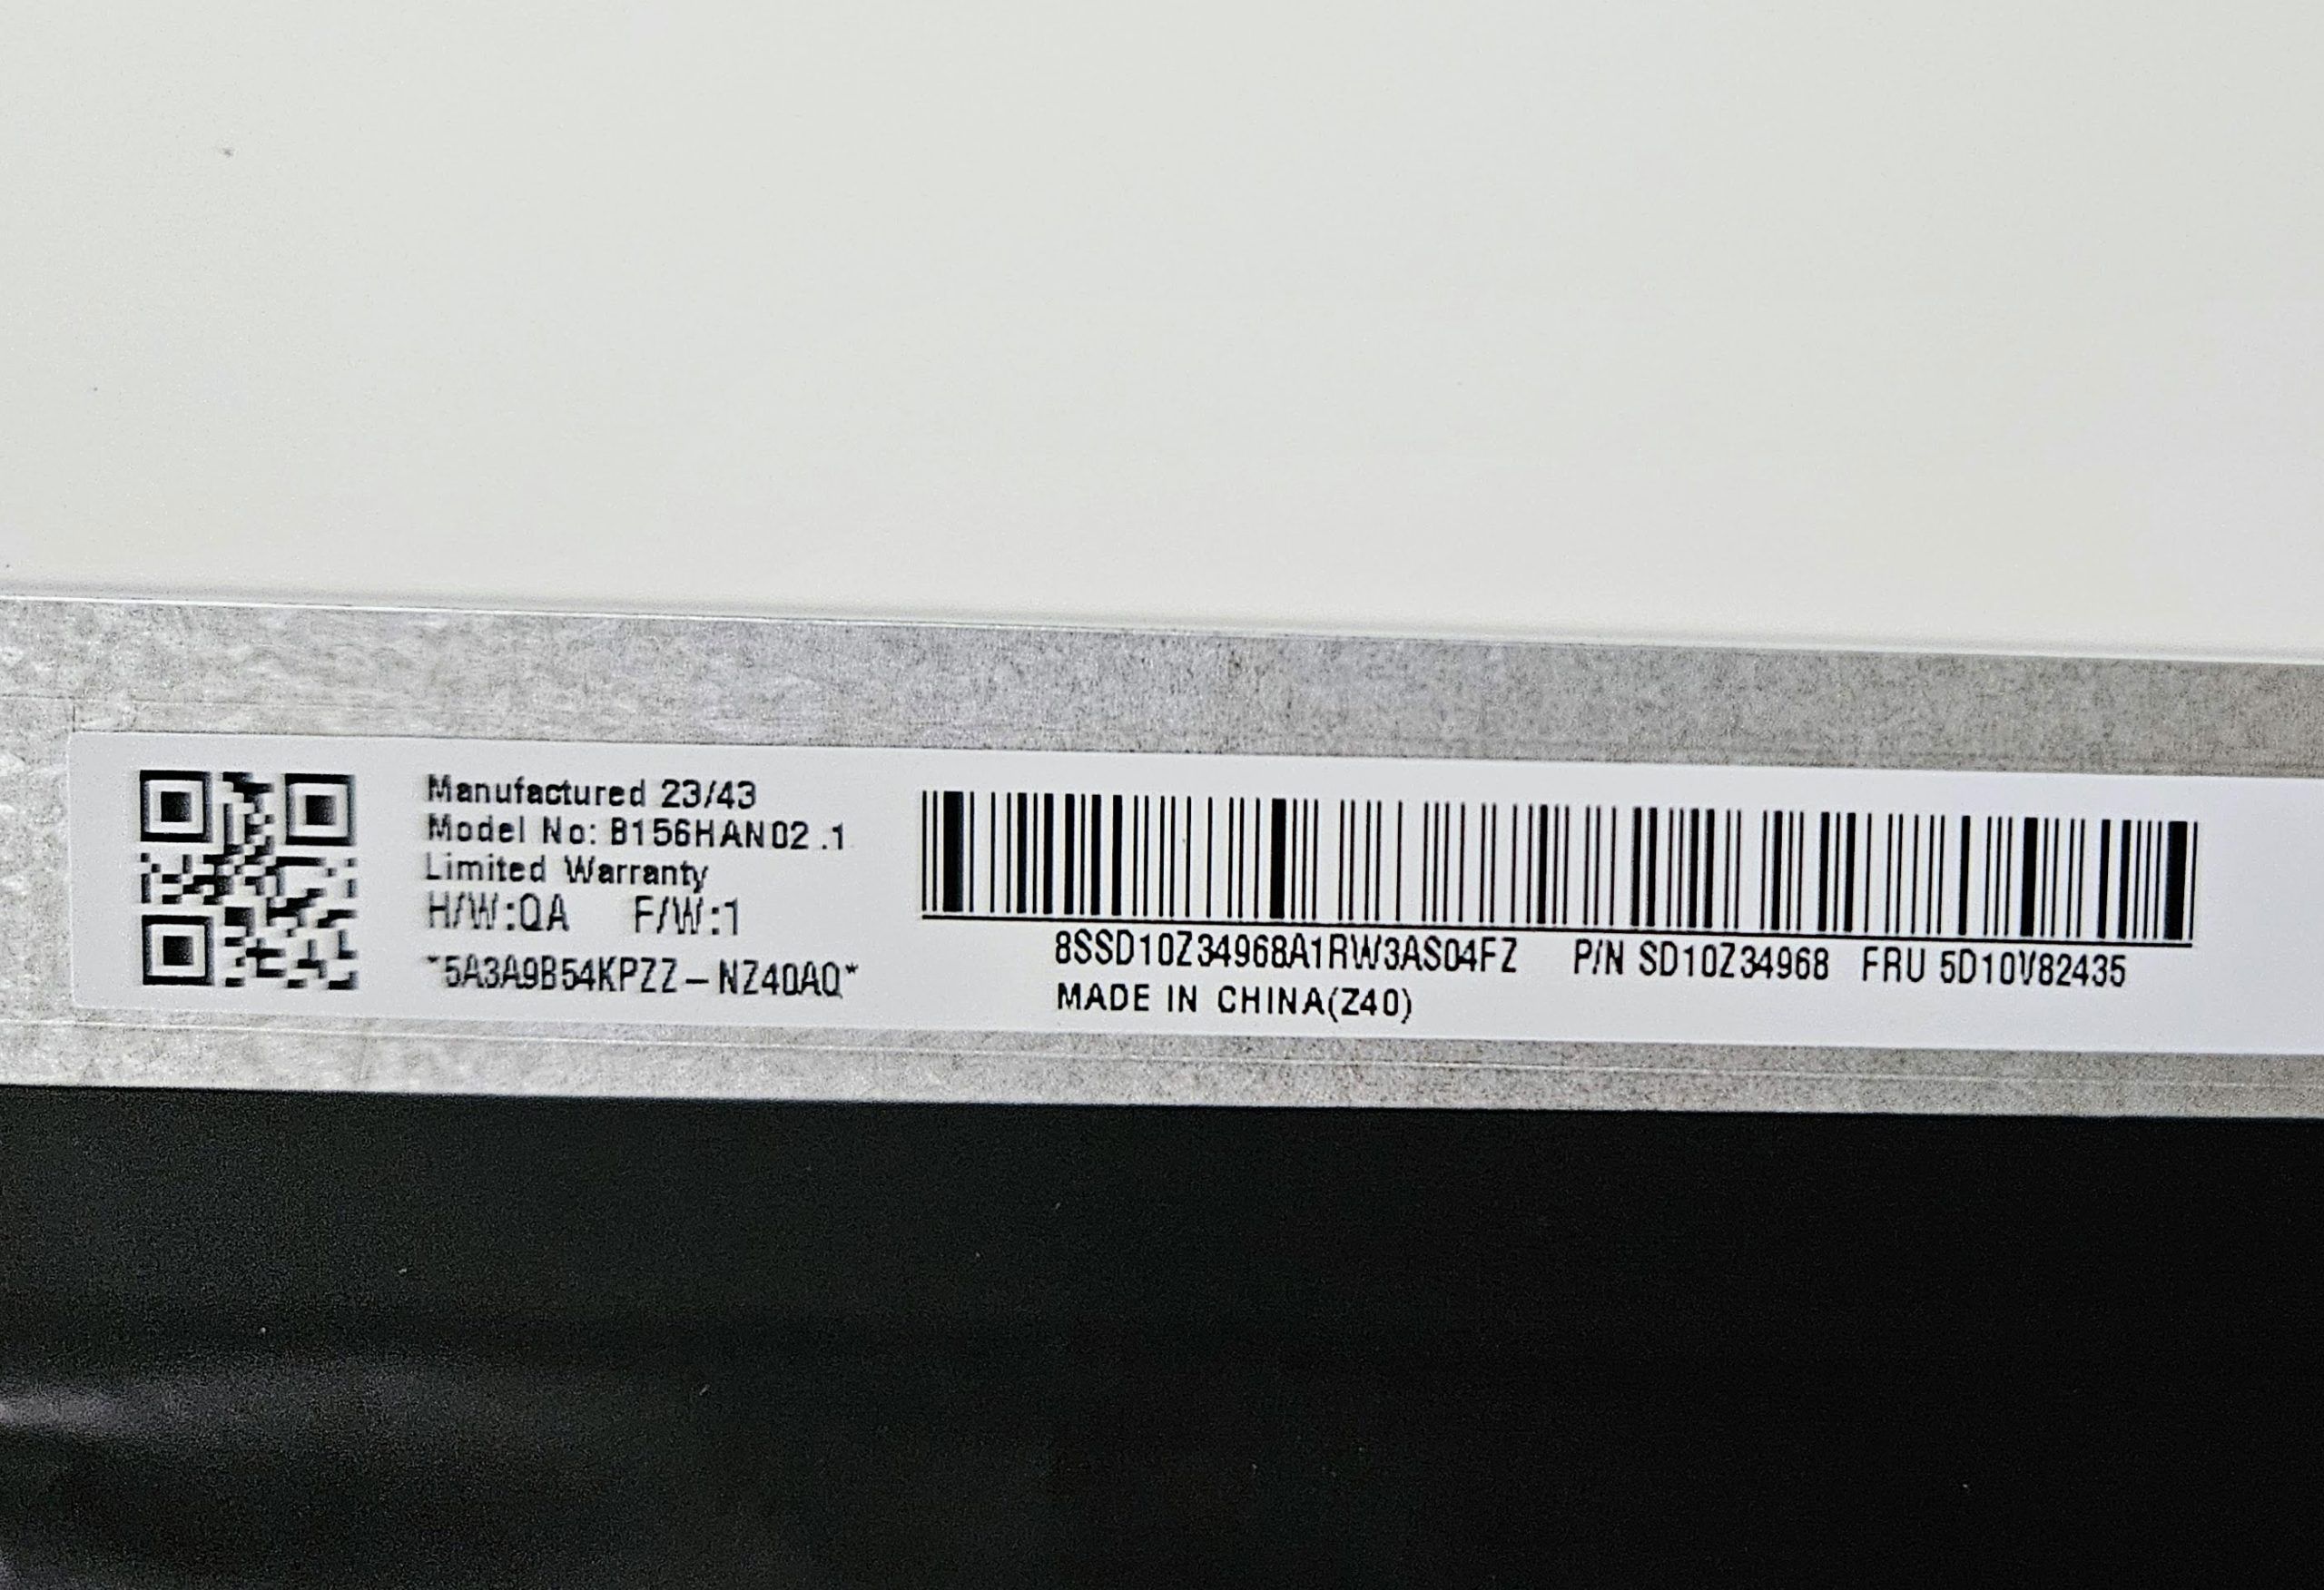 Manufactured 23/43
Model No: B156HAN02.1
Limited Warranty
H/W:QA F/W:1
*5A3A9B54KPZZ-NZ40AQ*
8SSD10Z34968A1RW3AS04FZ P/N SD10Z34968 FRU 5D10V82435
MADE IN CHINA(Z40)